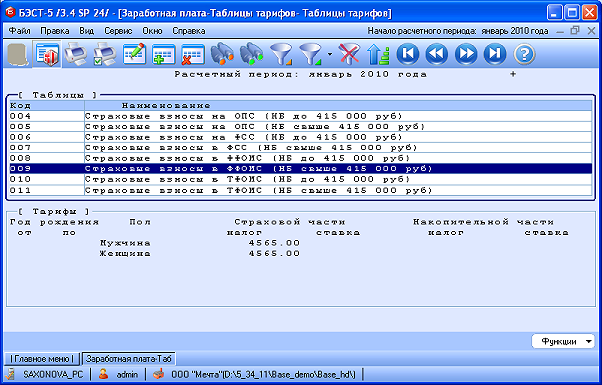 БЭСТ-5 /3.4 SP 24/ - [Заработная плата-Таблицы тарифов- Таблицы тарифов]
Файл Правка Вид Сервис Окно Справка Начало расчетного периода: январь 2010 года
Расчетный период: январь 2010 года +
[ Таблицы ]
Код Наименование
004 Страховые взносы на ОПС (НБ до 415 000 руб)
005 Страховые взносы на ОПС (НБ свыше 415 000 руб)
006 Страховые взносы на ФСС (НБ до 415 000 руб)
007 Страховые взносы в ФСС (НБ свыше 415 000 руб)
008 Страховые взносы в ФФОМС (НБ до 415 000 руб)
009 Страховые взносы в ФФОМС (НБ свыше 415 000 руб)
010 Страховые взносы в ТФОМС (НБ до 415 000 руб)
011 Страховые взносы в ТФОМС (НБ свыше 415 000 руб)
[ Тарифы ]
Год рождения Пол Страховой части Накопительной части
от по налог ставка налог ставка
Мужчина 4565.00
Женщина 4565.00
Функции
| Главное меню | Заработная плата-Таб
SAXONOVA_PC admin ООО "Мечта"(D:\5_34_11\Base_demo\Base_hd\)